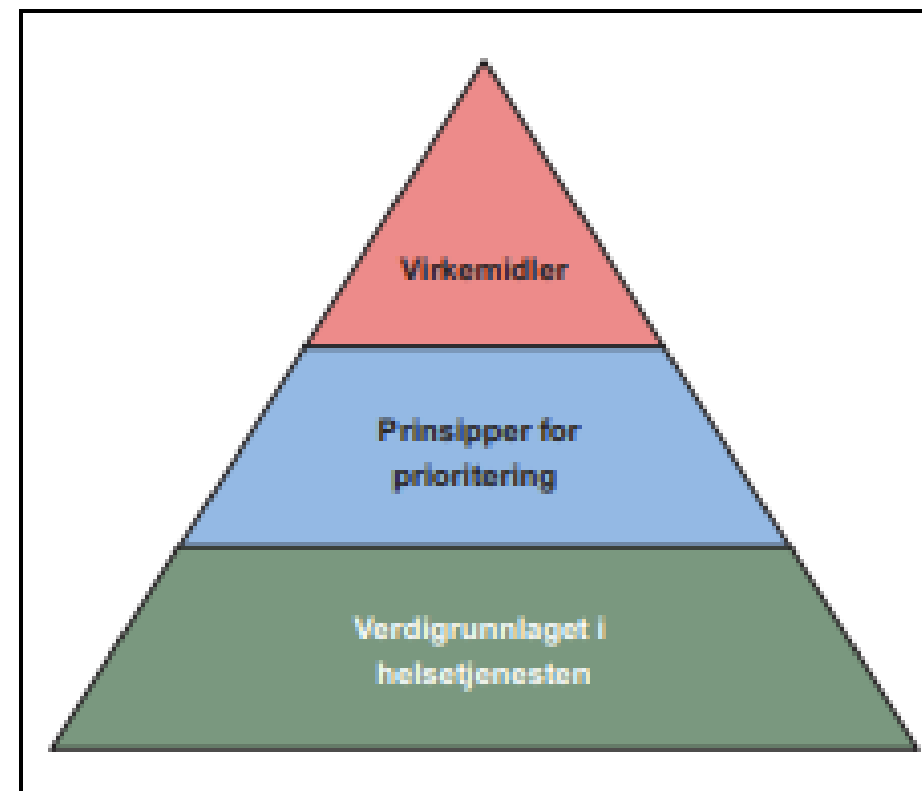 Virkemidler
Prinsipper for
prioritering
Verdigrunnlaget i
helsetjenesten